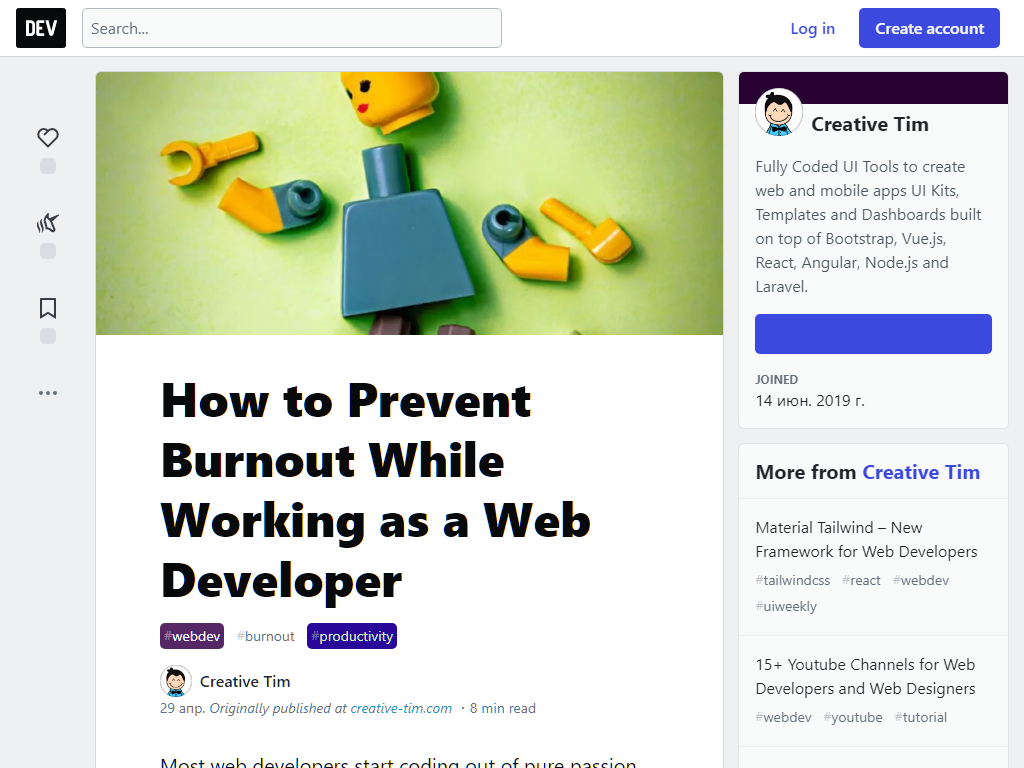 DEV
Search...
Log in
Create account
How to Prevent
Burnout While
Working as a Web
Developer
#webdev #burnout #productivity
Creative Tim
29 апр. Originally published at creative-tim.com ・8 min read
Most web developers start coding out of pure passion
Creative Tim
Fully Coded UI Tools to create
web and mobile apps UI Kits,
Templates and Dashboards built
on top of Bootstrap, Vue.js,
React, Angular, Node.js and
Laravel.
JOINED
14 июн. 2019 г.
More from Creative Tim
Material Tailwind – New
Framework for Web Developers
#tailwindcss #react #webdev
#uiweekly
15+ Youtube Channels for Web
Developers and Web Designers
#webdev #youtube #tutorial